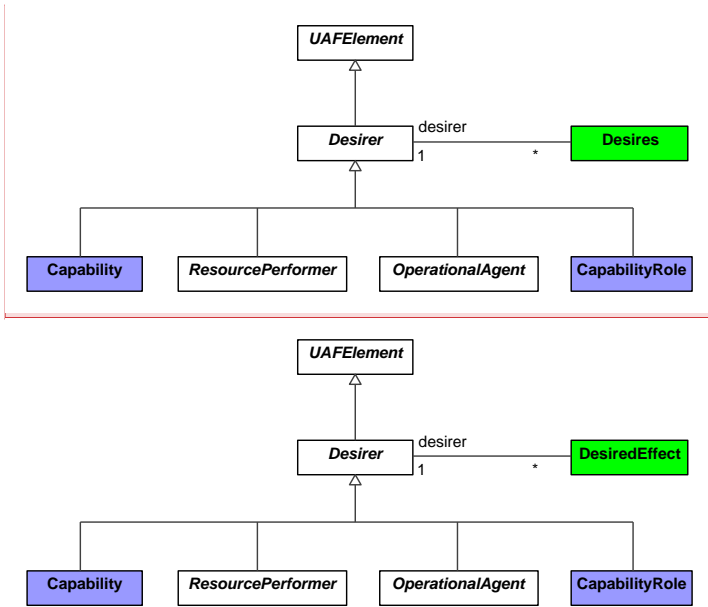 UAFElement
desirer
Desirer
Desires
1
*
Capability
ResourcePerformer
OperationalAgent
CapabilityRole
UAFElement
desirer
Desirer
DesiredEffect
1
*
Capability
ResourcePerformer
OperationalAgent
CapabilityRole